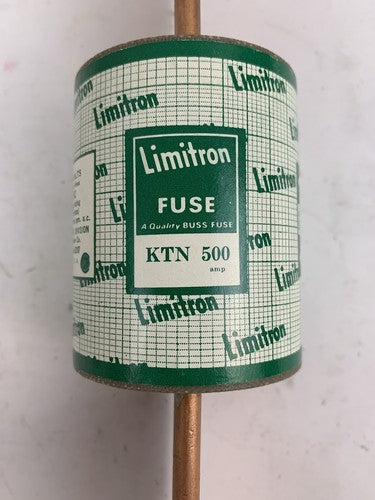 Limitron
Limitron
Limitron
FUSE
A Quality BUSS FUSE
KTN 500
amp
Limitron
Limitron
Limitron